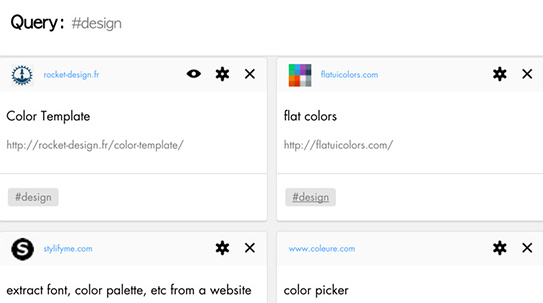 Query: #design
rocket-design.fr
Color Template
http://rocket-design.fr/color-template/
#design
flatuicolors.com
flat colors
http://flatuicolors.com/
#design
S
stylifyme.com
extract font, color palette, etc from a website
www.coleure.com
color picker